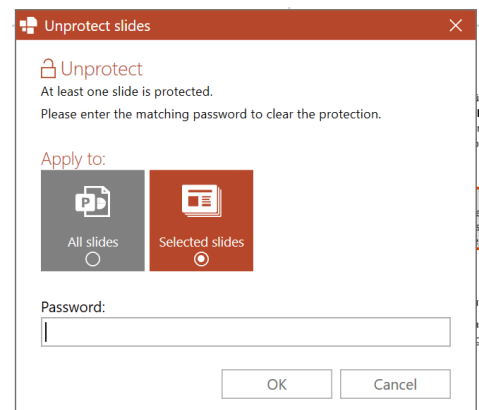 Unprotect slides
Unprotect
At least one slide is protected.
Please enter the matching password to clear the protection.
Apply to:
All slides
Selected slides
Password:
OK
Cancel